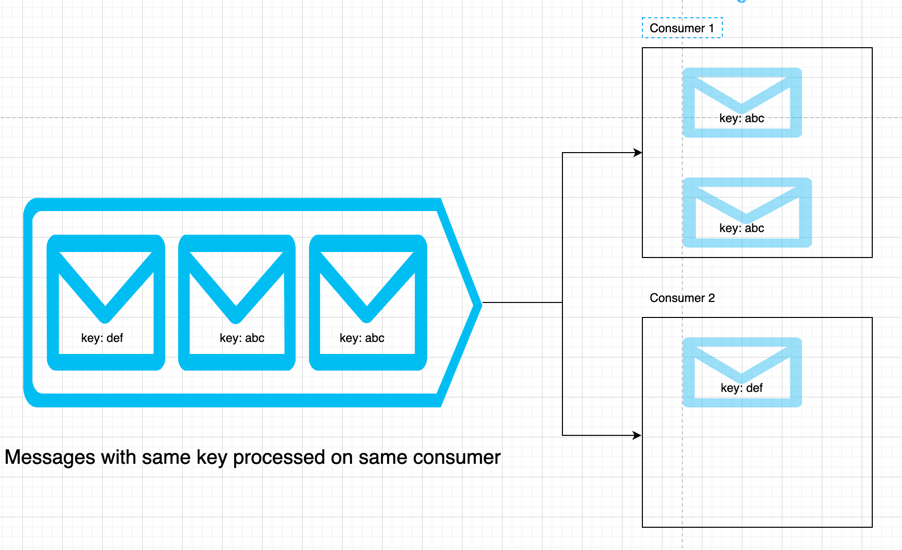 Consumer 1
key: abc
key: abc
key: def
key: abc
key: abc
Consumer 2
key: def
Messages with same key processed on same consumer